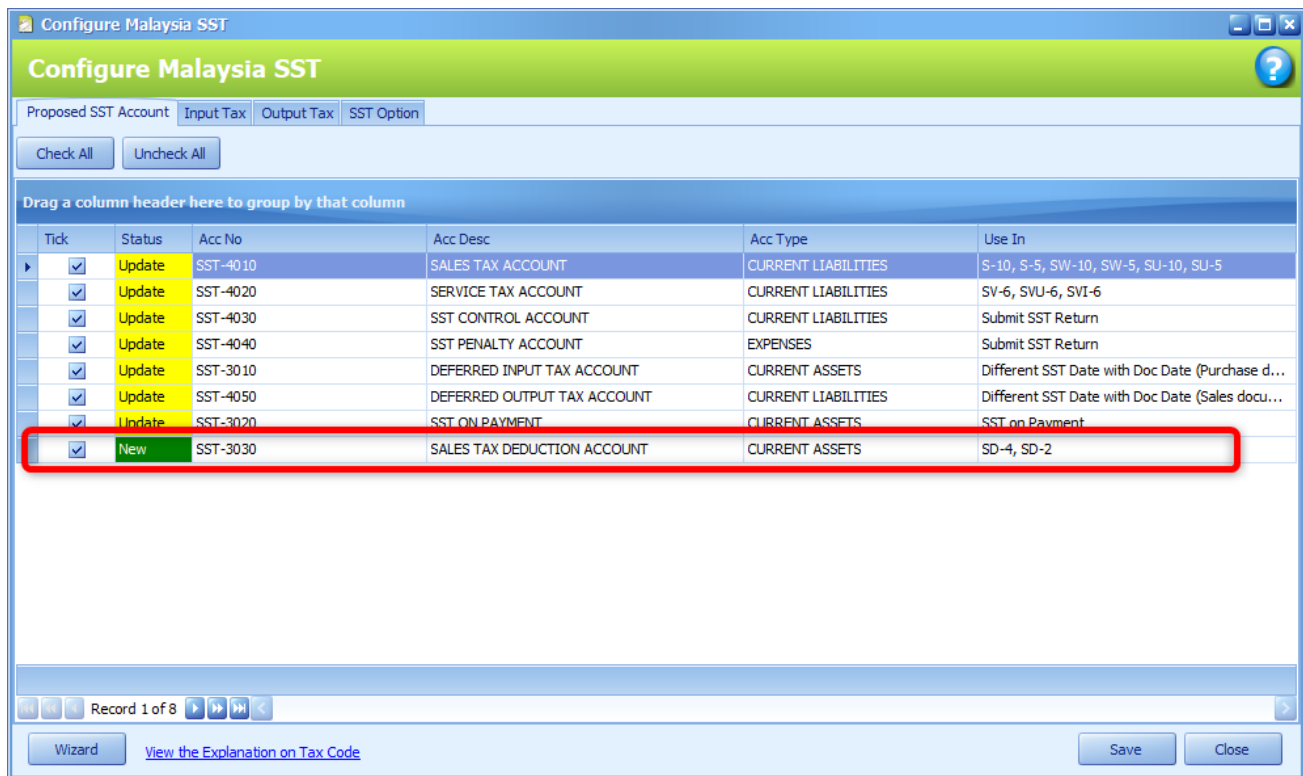 Configure Malaysia SST
Configure Malaysia SST
?
Proposed SST Account Input Tax Output Tax SST Option
Check All Uncheck All
Drag a column header here to group by that column
Tick Status Acc No Acc Desc Acc Type Use In
Update SST-4010 SALES TAX ACCOUNT CURRENT LIABILITIES S-10, S-5, SW-10, SW-5, SU-10, SU-5
Update SST-4020 SERVICE TAX ACCOUNT CURRENT LIABILITIES SV-6, SVU-6, SVI-6
Update SST-4030 SST CONTROL ACCOUNT CURRENT LIABILITIES Submit SST Return
Update SST-4040 SST PENALTY ACCOUNT EXPENSES Submit SST Return
Update SST-3010 DEFERRED INPUT TAX ACCOUNT CURRENT ASSETS Different SST Date with Doc Date (Purchase d...
Update SST-4050 DEFERRED OUTPUT TAX ACCOUNT CURRENT LIABILITIES Different SST Date with Doc Date (Sales docu...
Update SST-3020 SST ON PAYMENT CURRENT ASSETS SST on Payment
New SST-3030 SALES TAX DEDUCTION ACCOUNT CURRENT ASSETS SD-4, SD-2
Record 1 of 8
Wizard View the Explanation on Tax Code Save Close